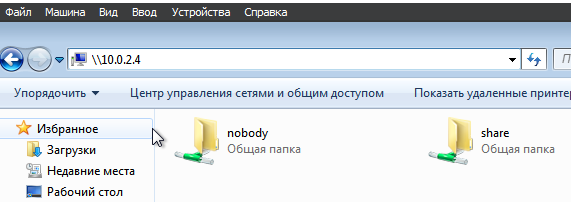 Файл Машина Вид Ввод Устройства Справка
\\10.0.2.4
Упорядочить Центр управления сетями и общим доступом Показать удаленные принте
Избранное
Загрузки
Недавние места
Рабочий стол
nobody
Общая папка
share
Общая папка